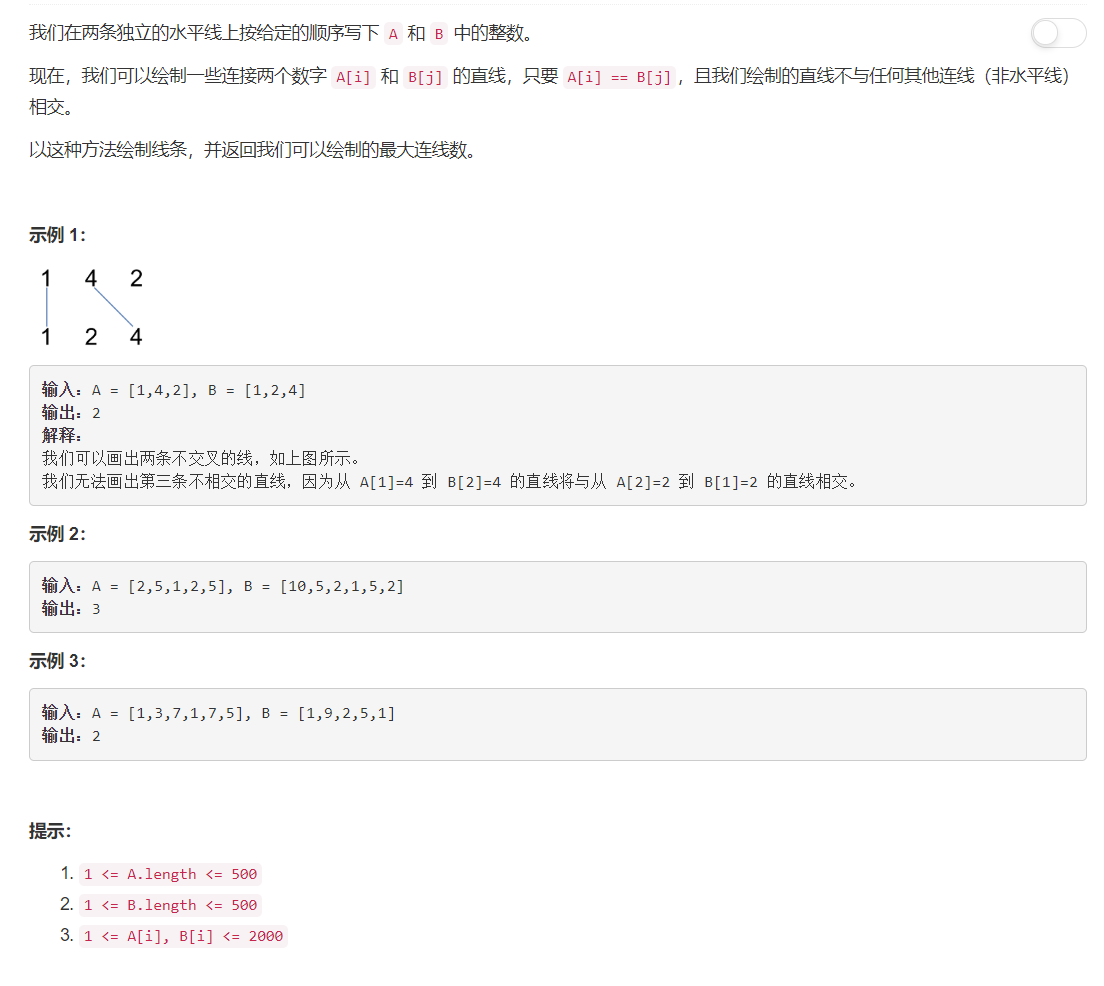 我们在两条独立的水平线上按给定的顺序写下 A 和 B 中的整数。
现在，我们可以绘制一些连接两个数字 A[i] 和 B[j] 的直线，只要 A[i] == B[j]，且我们绘制的直线不与任何其他连线（非水平线）
相交。
以这种方法绘制线条，并返回我们可以绘制的最大连线数。
示例 1：
1 4 2
1 2 4
输入：A = [1,4,2], B = [1,2,4]
输出：2
解释：
我们可以画出两条不交叉的线，如上图所示。
我们无法画出第三条不相交的直线，因为从 A[1]=4 到 B[2]=4 的直线将与从 A[2]=2 到 B[1]=2 的直线相交。
示例 2：
输入：A = [2,5,1,2,5], B = [10,5,2,1,5,2]
输出：3
示例 3：
输入：A = [1,3,7,1,7,5], B = [1,9,2,5,1]
输出：2
提示：
1. 1 <= A.length <= 500
2. 1 <= B.length <= 500
3. 1 <= A[i], B[i] <= 2000